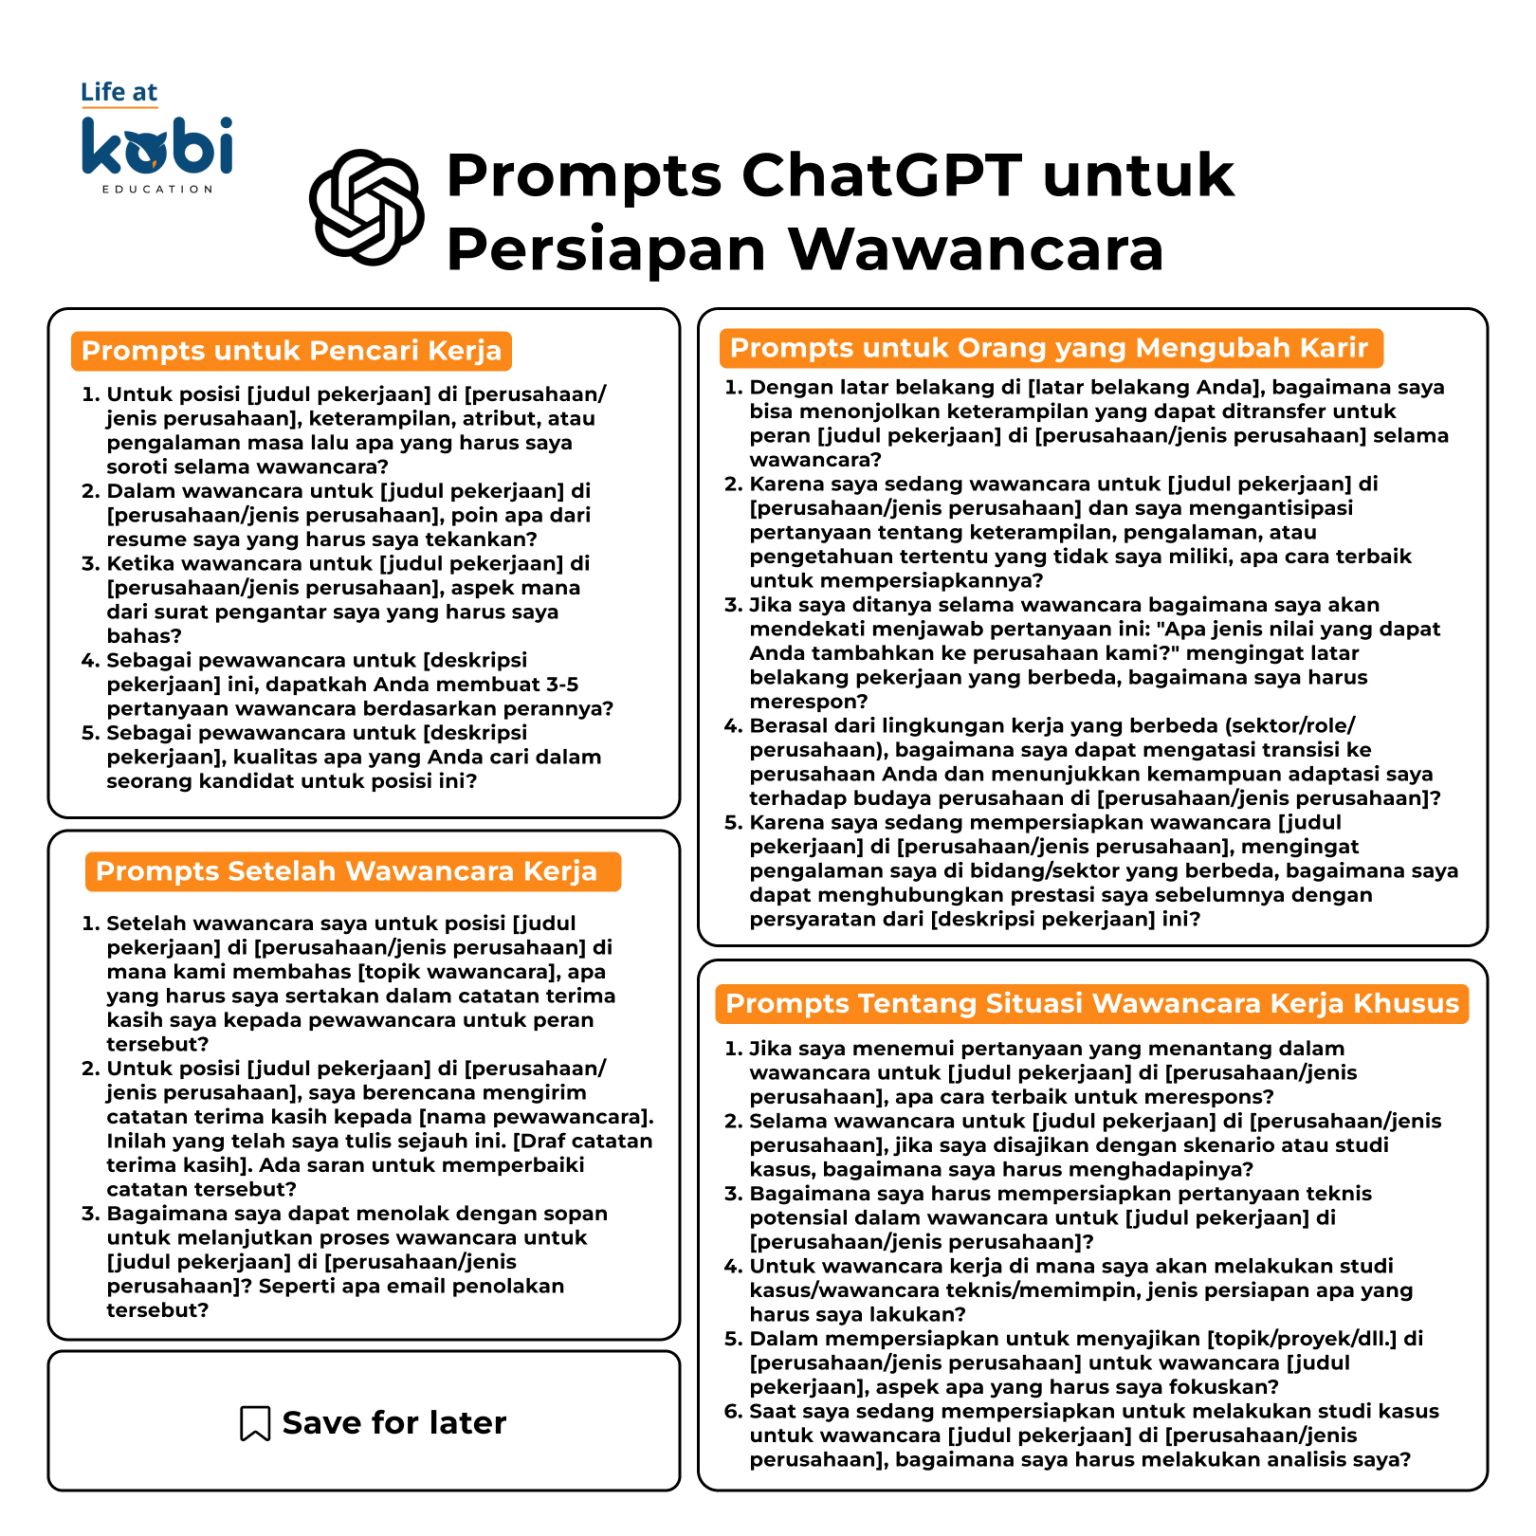 Life at
kobi
EDUCATION
Prompts ChatGPT untuk
Persiapan Wawancara
Prompts untuk Pencari Kerja
1. Untuk posisi [judul pekerjaan] di [perusahaan/
jenis perusahaan], keterampilan, atribut, atau
pengalaman masa lalu apa yang harus saya
soroti selama wawancara?
2. Dalam wawancara untuk [judul pekerjaan] di
[perusahaan/jenis perusahaan], poin apa dari
resume saya yang harus saya tekankan?
3. Ketika wawancara untuk [judul pekerjaan] di
[perusahaan/jenis perusahaan], aspek mana
dari surat pengantar saya yang harus saya
bahas?
4. Sebagai pewawancara untuk [deskripsi
pekerjaan] ini, dapatkah Anda membuat 3-5
pertanyaan wawancara berdasarkan perannya?
5. Sebagai pewawancara untuk [deskripsi
pekerjaan], kualitas apa yang Anda cari dalam
seorang kandidat untuk posisi ini?
Prompts Setelah Wawancara Kerja
1. Setelah wawancara saya untuk posisi [judul
pekerjaan] di [perusahaan/jenis perusahaan] di
mana kami membahas [topik wawancara], apa
yang harus saya sertakan dalam catatan terima
kasih saya kepada pewawancara untuk peran
tersebut?
2. Untuk posisi [judul pekerjaan] di [perusahaan/
jenis perusahaan], saya berencana mengirim
catatan terima kasih kepada [nama pewawancara].
Inilah yang telah saya tulis sejauh ini. [Draf catatan
terima kasih]. Ada saran untuk memperbaiki
catatan tersebut?
3. Bagaimana saya dapat menolak dengan sopan
untuk melanjutkan proses wawancara untuk
[judul pekerjaan] di [perusahaan/jenis
perusahaan]? Seperti apa email penolakan
tersebut?
Save for later
Prompts untuk Orang yang Mengubah Karir
1. Dengan latar belakang di [latar belakang Anda], bagaimana saya
bisa menonjolkan keterampilan yang dapat ditransfer untuk
peran [judul pekerjaan] di [perusahaan/jenis perusahaan] selama
wawancara?
2. Karena saya sedang wawancara untuk [judul pekerjaan] di
[perusahaan/jenis perusahaan] dan saya mengantisipasi
pertanyaan tentang keterampilan, pengalaman, atau
pengetahuan tertentu yang tidak saya miliki, apa cara terbaik
untuk mempersiapkannya?
3. Jika saya ditanya selama wawancara bagaimana saya akan
mendekati menjawab pertanyaan ini: "Apa jenis nilai yang dapat
Anda tambahkan ke perusahaan kami?" mengingat latar
belakang pekerjaan yang berbeda, bagaimana saya harus
merespon?
4. Berasal dari lingkungan kerja yang berbeda (sektor/role/
perusahaan), bagaimana saya dapat mengatasi transisi ke
perusahaan Anda dan menunjukkan kemampuan adaptasi saya
terhadap budaya perusahaan di [perusahaan/jenis perusahaan]?
5. Karena saya sedang mempersiapkan wawancara [judul
pekerjaan] di [perusahaan/jenis perusahaan], mengingat
pengalaman saya di bidang/sektor yang berbeda, bagaimana saya
dapat menghubungkan prestasi saya sebelumnya dengan
persyaratan dari [deskripsi pekerjaan] ini?
Prompts Tentang Situasi Wawancara Kerja Khusus
1. Jika saya menemui pertanyaan yang menantang dalam
wawancara untuk [judul pekerjaan] di [perusahaan/jenis
perusahaan], apa cara terbaik untuk merespons?
2. Selama wawancara untuk [judul pekerjaan] di [perusahaan/jenis
perusahaan], jika saya disajikan dengan skenario atau studi
kasus, bagaimana saya harus menghadapinya?
3. Bagaimana saya harus mempersiapkan pertanyaan teknis
potensial dalam wawancara untuk [judul pekerjaan] di
[perusahaan/jenis perusahaan]?
4. Untuk wawancara kerja di mana saya akan melakukan studi
kasus/wawancara teknis/memimpin, jenis persiapan apa yang
harus saya lakukan?
5. Dalam mempersiapkan untuk menyajikan [topik/proyek/dll.] di
[perusahaan/jenis perusahaan] untuk wawancara [judul
pekerjaan], aspek apa yang harus saya fokuskan?
6. Saat saya sedang mempersiapkan untuk melakukan studi kasus
untuk wawancara [judul pekerjaan] di [perusahaan/jenis
perusahaan], bagaimana saya harus melakukan analisis saya?